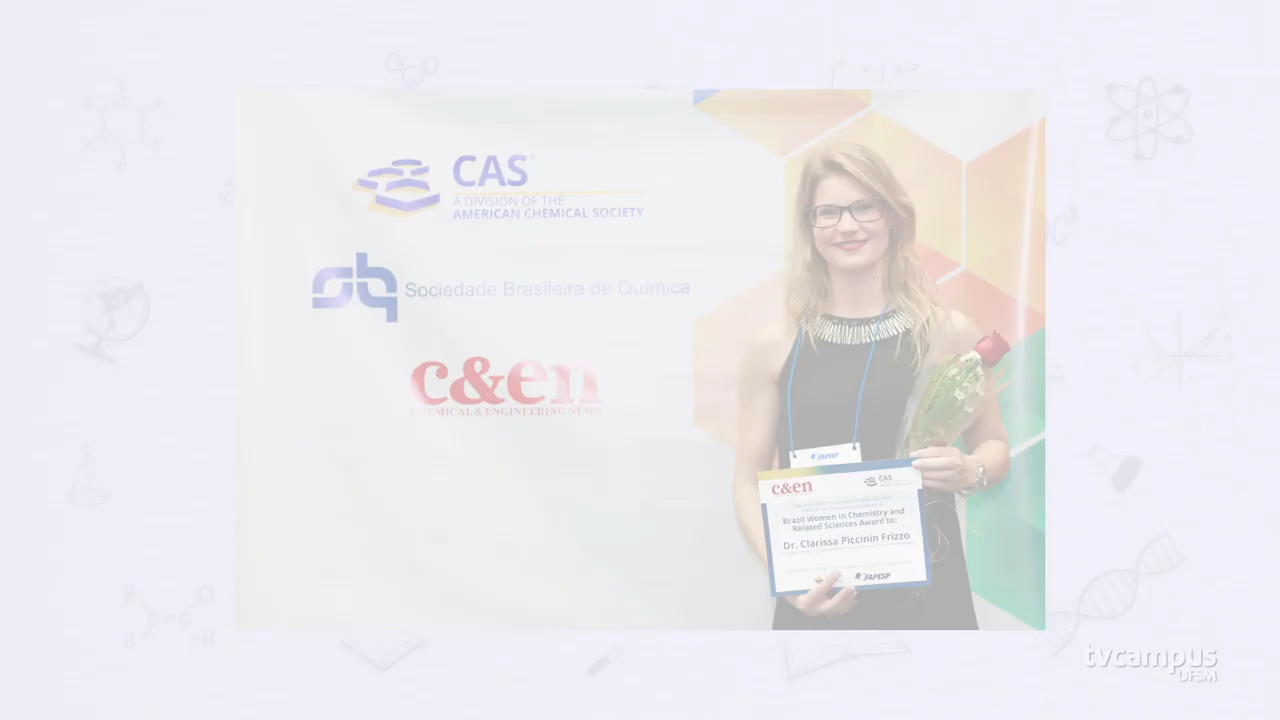 CAS
A DIVISION OF THE
AMERICAN CHEMICAL SOCIETY
Sociedade Brasileira de Química
c&en
CHEMICAL & ENGINEERING NEWS
FAPESP
c&en
CAS
Brazil Women in Chemistry and
Related Sciences Award to:
Dr. Clarissa Piccinin Frizzo
FAPESP
tvcampus
UFSM